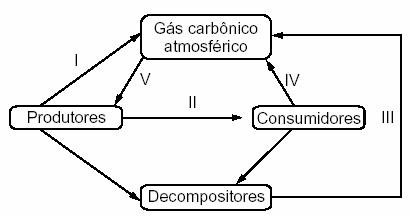 Gás carbônico
atmosférico
I
V
IV
II
Produtores
Consumidores
III
Decompositores